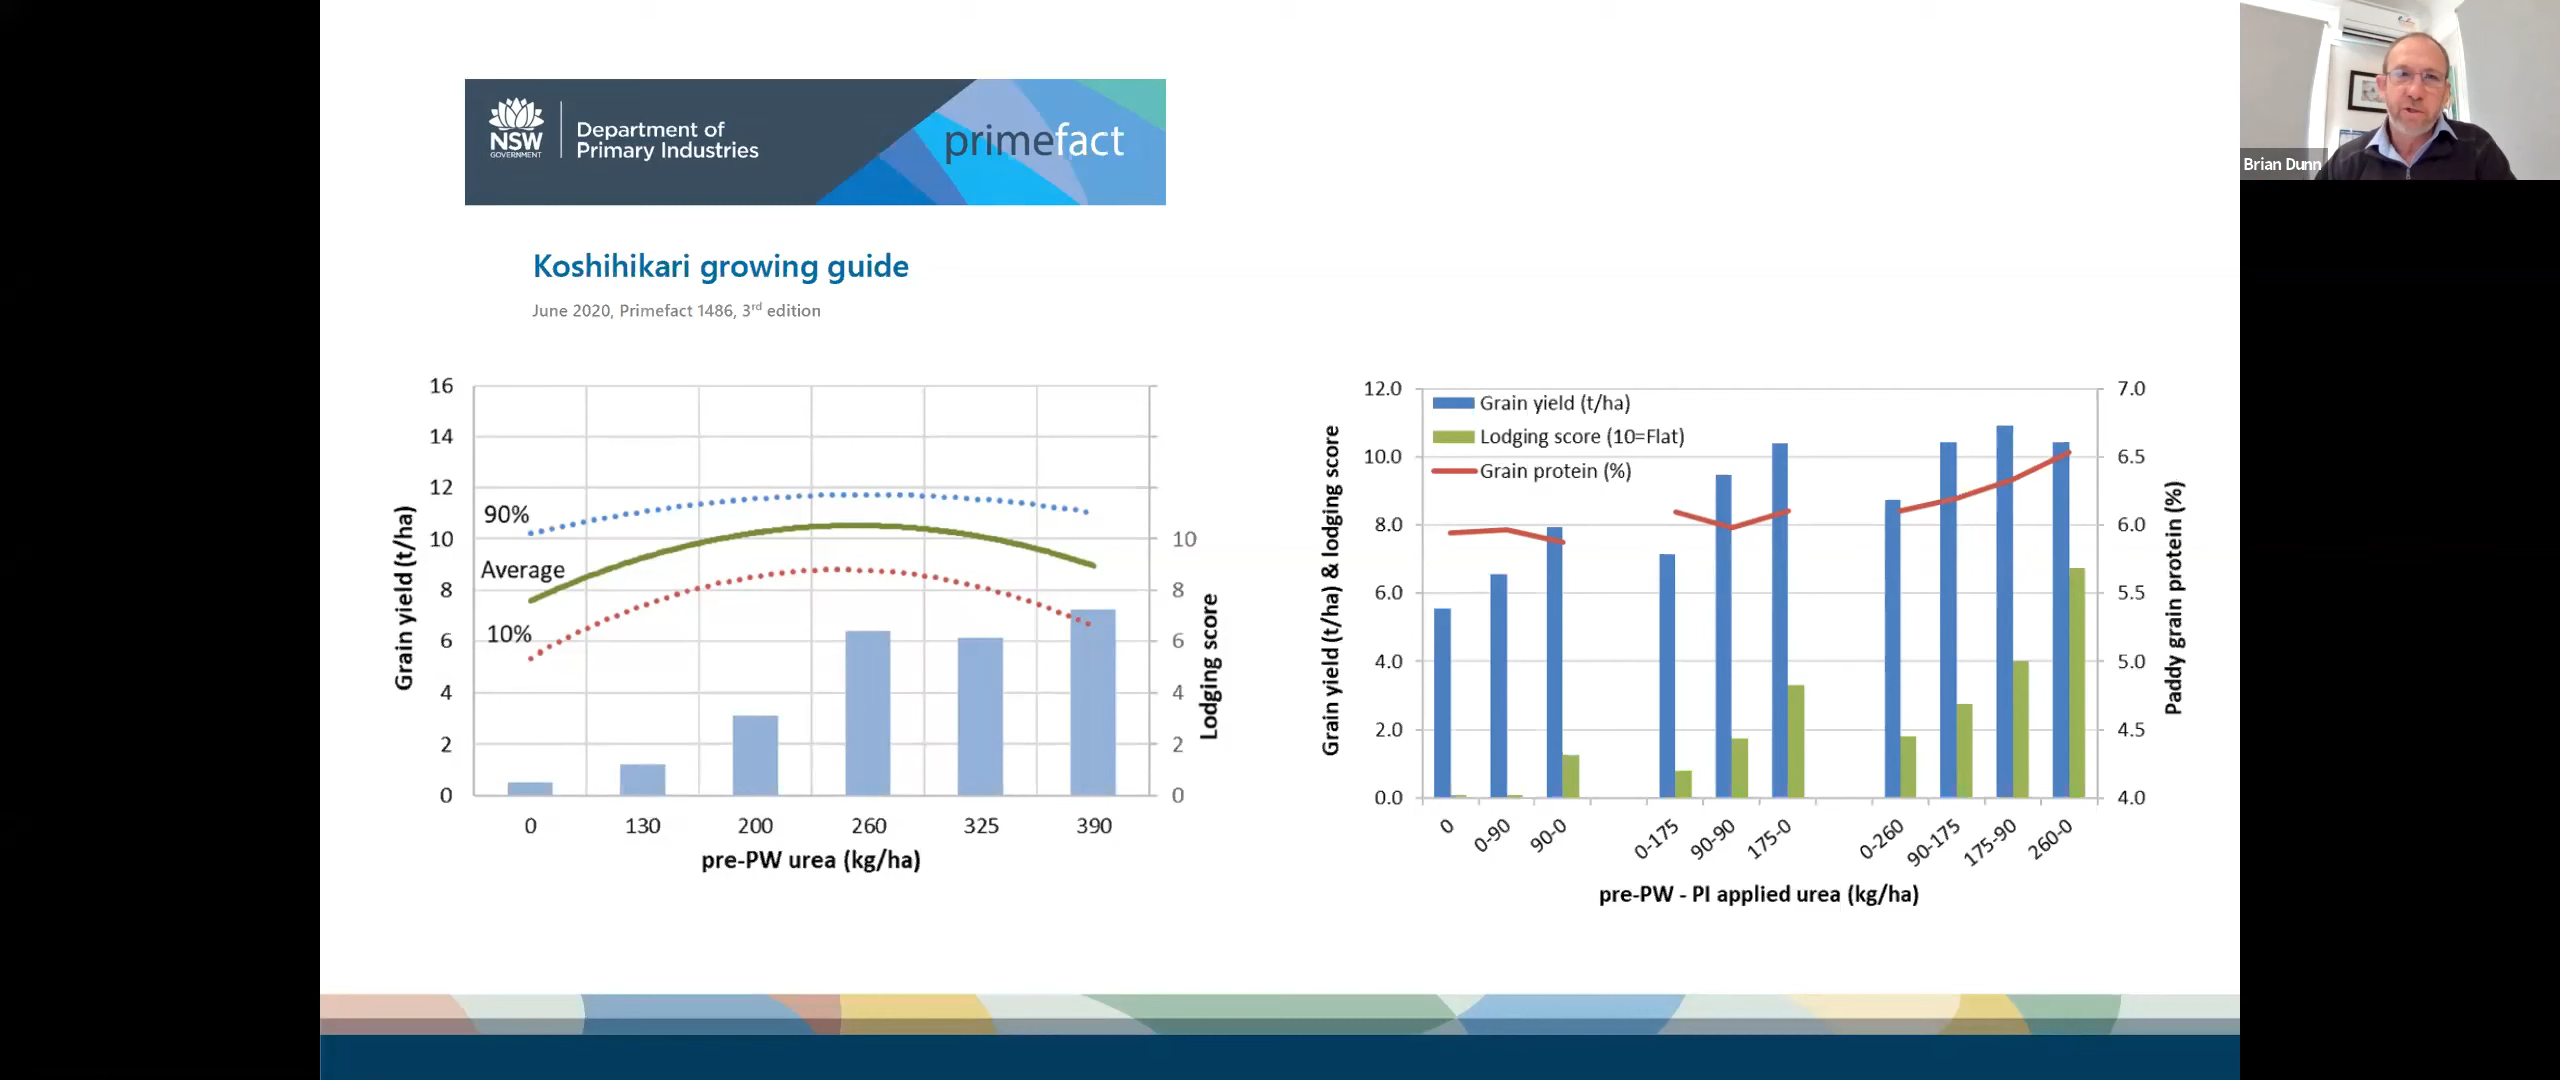 NSW
GOVERNMENT
Department of
Primary Industries
primefact
Brian Dunn
Koshihikari growing guide
June 2020, Primefact 1486, 3rd edition
16
14
12
10
8
6
4
2
0
Grain yield (t/ha)
90%
Average
10%
10
8
6
4
2
0
Lodging score
0 130 200 260 325 390
pre-PW urea (kg/ha)
12.0
10.0
8.0
6.0
4.0
2.0
0.0
Grain yield (t/ha) & lodging score
Grain yield (t/ha)
Lodging score (10=Flat)
Grain protein (%)
7.0
6.5
6.0
5.5
5.0
4.5
4.0
Paddy grain protein (%)
0 0-90 90-0 0-175 90-90 175-0 0-260 90-175 175-90 260-0
pre-PW - PI applied urea (kg/ha)